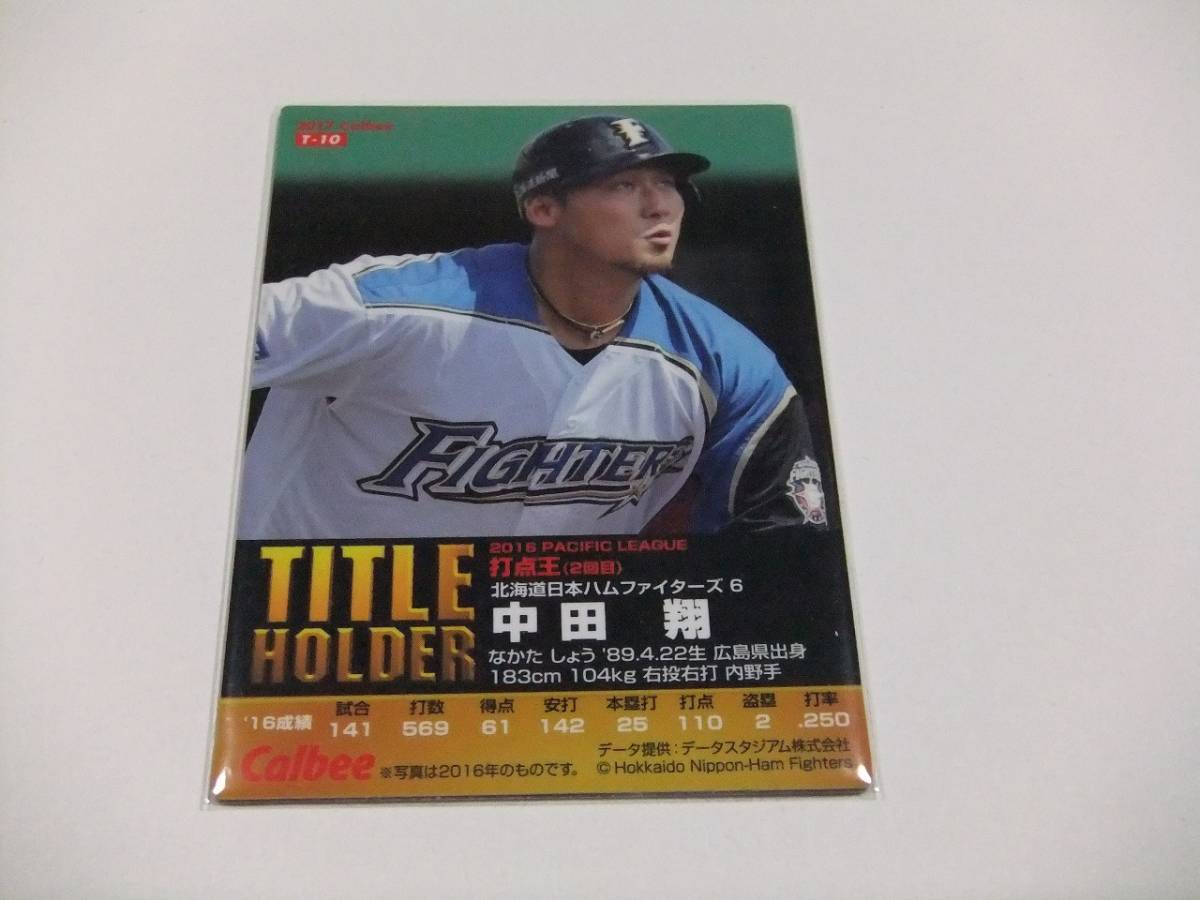 2017 Calbee
T-10
F
FIGHTERS
TITLE
HOLDER
2016 PACIFIC LEAGUE
打点王(2回目)
北海道日本ハムファイターズ 6
中田 翔
なかた しょう '89.4.22生 広島県出身
183cm 104kg 右投右打 内野手
'16成績 試合 打数 得点 安打 本塁打 打点 盗塁 打率
141 569 61 142 25 110 2 .250
Calbee ※写真は2016年のものです。
データ提供:データスタジアム株式会社
© Hokkaido Nippon-Ham Fighters